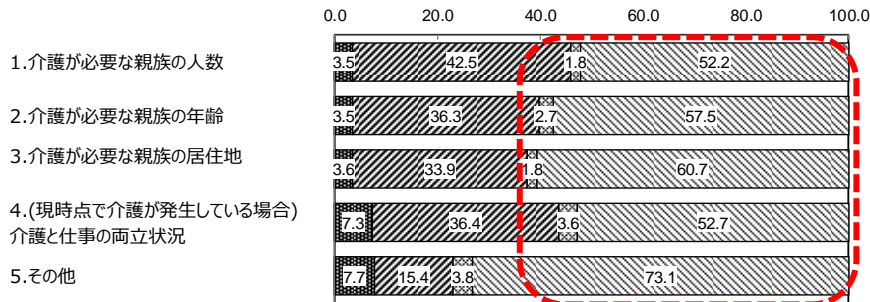 0.0 20.0 40.0 60.0 80.0 100.0
1.介護が必要な親族の人数
3.5 42.5 1.8 52.2
2.介護が必要な親族の年齢
3.5 36.3 2.7 57.5
3.介護が必要な親族の居住地
3.6 33.9 1.8 60.7
4.(現時点で介護が発生している場合)
介護と仕事の両立状況
7.3 36.4 3.6 52.7
5.その他
7.7 15.4 3.8 73.1